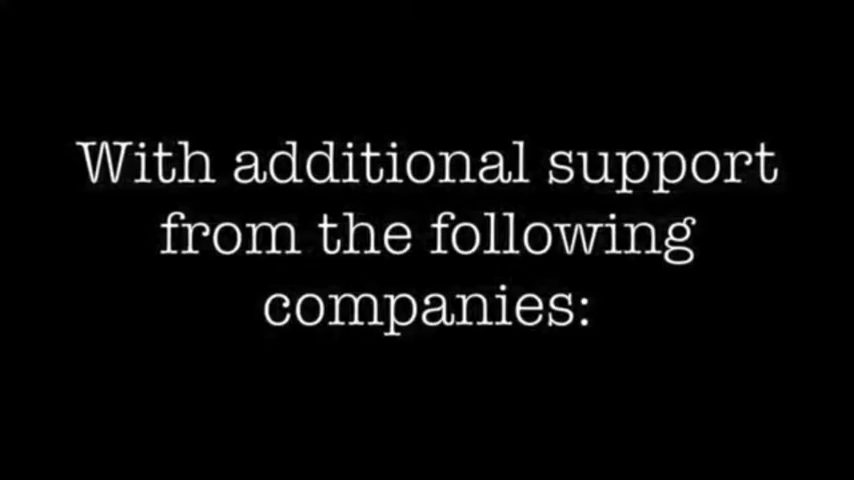 With additional support
from the following
companies: